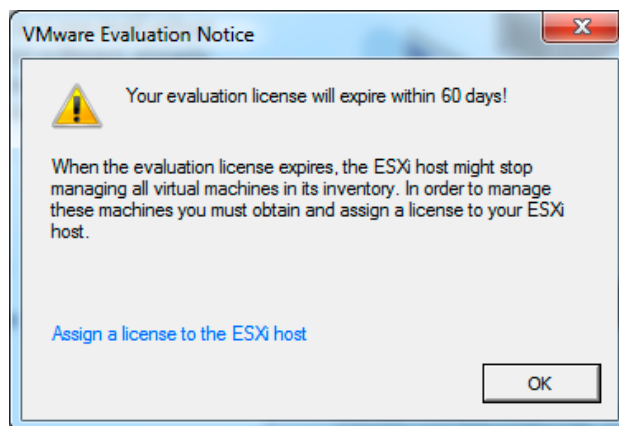 VMware Evaluation Notice
Your evaluation license will expire within 60 days!
When the evaluation license expires, the ESXi host might stop
managing all virtual machines in its inventory. In order to manage
these machines you must obtain and assign a license to your ESXi
host.
Assign a license to the ESXi host
OK